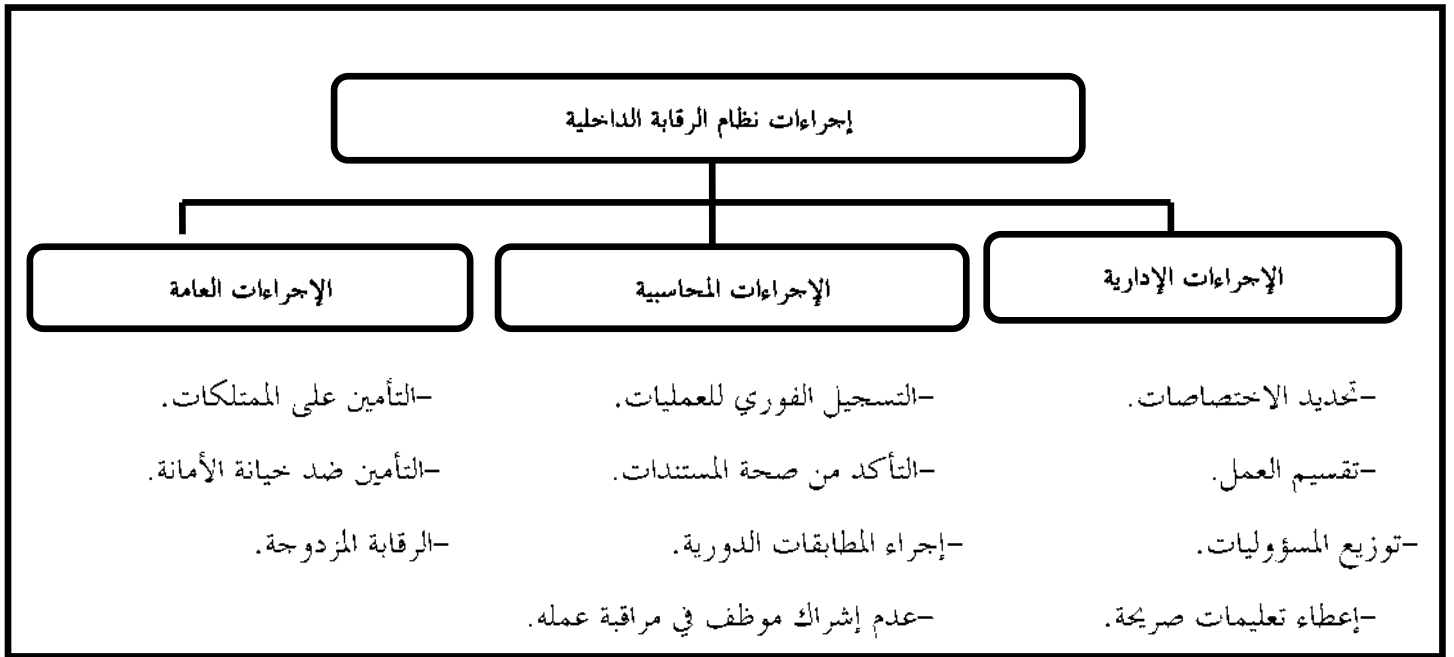 إجراءات نظام الرقابة الداخلية
الإجراءات الإدارية
الإجراءات المحاسبية
الإجراءات العامة
-تحديد الاختصاصات.
-تقسيم العمل.
-توزيع المسؤوليات.
-إعطاء تعليمات صريحة.
-التسجيل الفوري للعمليات.
-التأكد من صحة المستندات.
-إجراء المطابقات الدورية.
-عدم إشراك موظف في مراقبة عمله.
-التأمين على الممتلكات.
-التأمين ضد خيانة الأمانة.
-الرقابة المزدوجة.